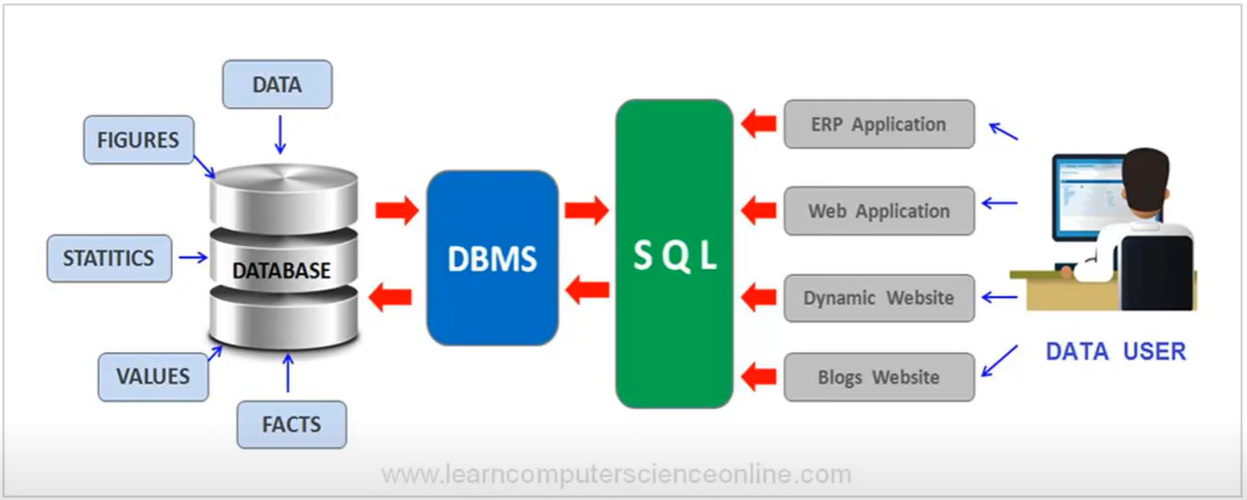 DATA
FIGURES
STATITICS
VALUES
FACTS
DATABASE
DBMS
SQL
ERP Application
Web Application
Dynamic Website
Blogs Website
DATA USER
www.learncomputerscienceonline.com